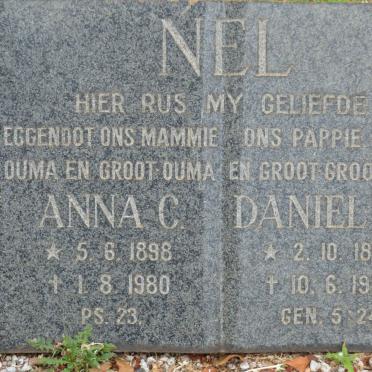 NEL
HIER RUS MY GELIEFDE
EGGENOOT ONS MAMMIE ONS PAPPIE
OUMA EN GROOT OUMA EN GROOT
ANNA C. DANIEL
★ 5. 6. 1898 ★ 2. 10. 18
† 1. 8. 1980 † 10. 6. 19
PS. 23. GEN. 5:24